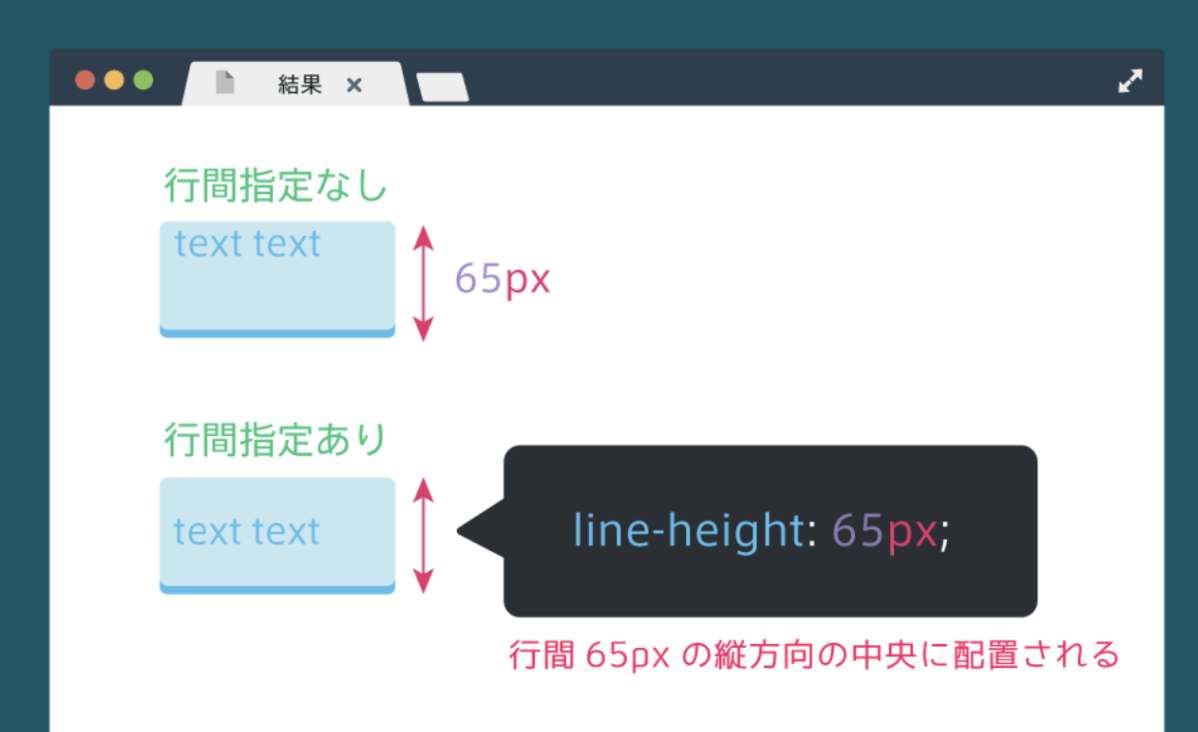 結果
行間指定なし
text text
65px
行間指定あり
text text
line-height: 65px;
行間 65px の縦方向の中央に配置される